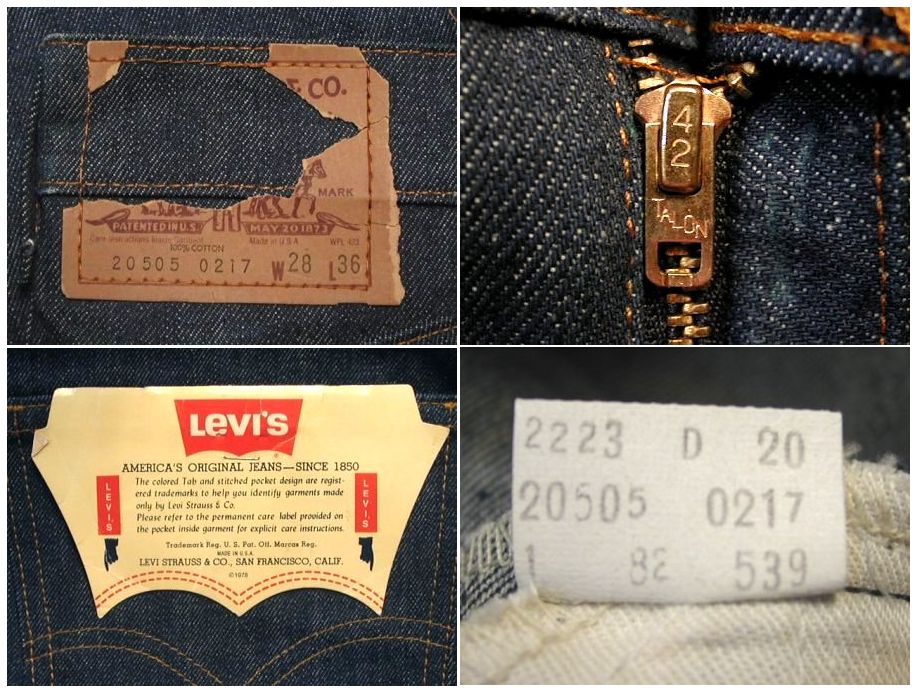 & CO.
MARK
PATENTED IN U.S. MAY 20 1873
Care Instructions Inside Garment Made in U.S.A. WPL 423
100% COTTON
20505 0217 W28 L36
42
TALON
LEVI'S
AMERICA'S ORIGINAL JEANS—SINCE 1850
The colored Tab and stitched pocket design are regist-
ered trademarks to help you identify garments made
only by Levi Strauss & Co.
Please refer to the permanent care label provided on
the pocket inside garment for explicit care instructions.
LEVI'S
LEVI'S
Trademark Reg. U. S. Pat. Off. Marcas Reg.
MADE IN U.S.A.
LEVI STRAUSS & CO., SAN FRANCISCO, CALIF.
©1978
2223 D 20
20505 0217
1 539